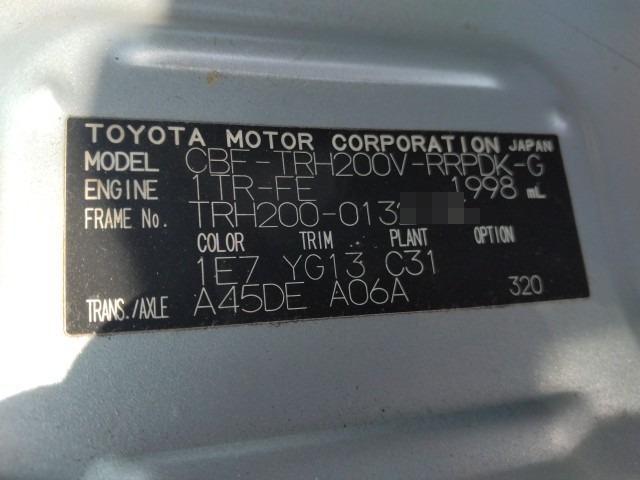 TOYOTA MOTOR CORPORATION JAPAN
MODEL CBF-TRH200V-RRPDK-G
ENGINE 1TR-FE 1998 mL
FRAME No. TRH200-013
COLOR TRIM PLANT OPTION
1E7 YG13 C31
TRANS./AXLE A45DE A06A 320